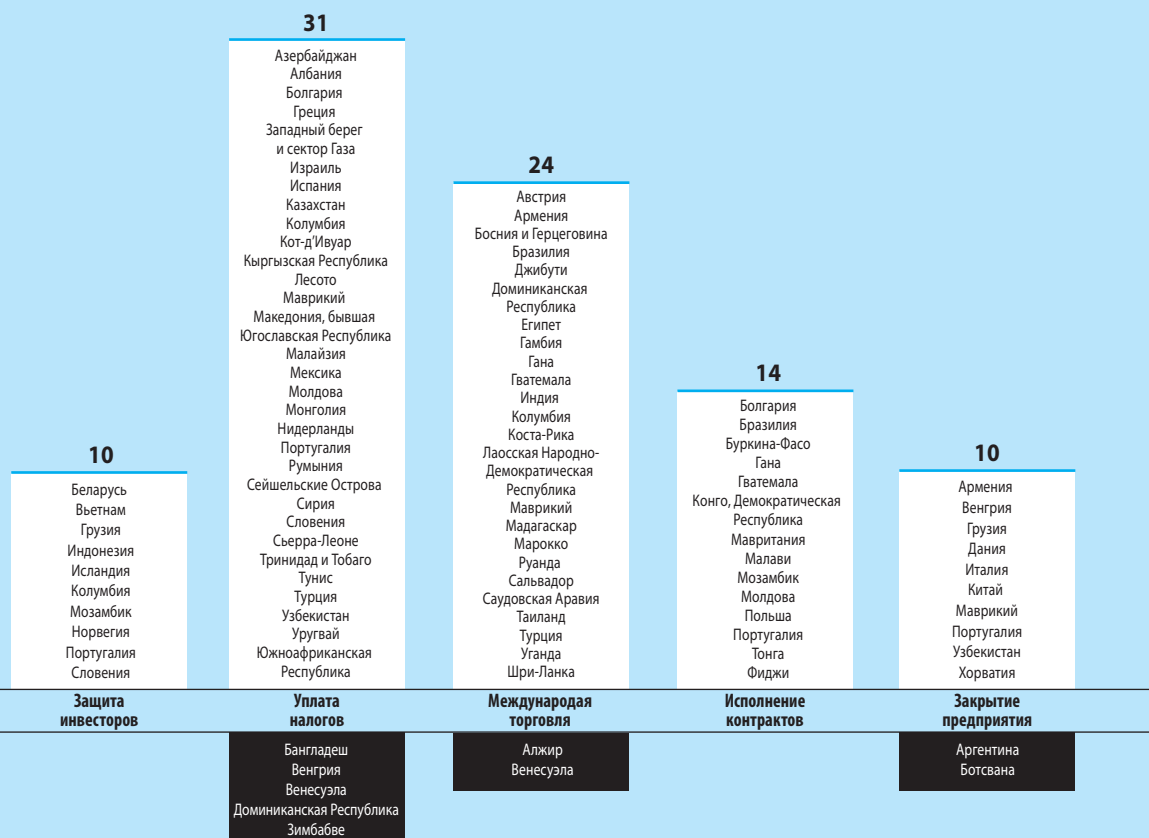 10
Беларусь
Вьетнам
Грузия
Индонезия
Исландия
Колумбия
Мозамбик
Норвегия
Португалия
Словения
Защита
инвесторов
31
Азербайджан
Албания
Болгария
Греция
Западный берег
и сектор Газа
Израиль
Испания
Казахстан
Колумбия
Кот-д'Ивуар
Кыргызская Республика
Лесото
Маврикий
Македония, бывшая
Югославская Республика
Малайзия
Мексика
Молдова
Монголия
Нидерланды
Португалия
Румыния
Сейшельские Острова
Сирия
Словения
Сьерра-Леоне
Тринидад и Тобаго
Тунис
Турция
Узбекистан
Уругвай
Южноафриканская
Республика
Уплата
налогов
Бангладеш
Венгрия
Венесуэла
Доминиканская Республика
Зимбабве
24
Австрия
Армения
Босния и Герцеговина
Бразилия
Джибути
Доминиканская
Республика
Египет
Гамбия
Гана
Гватемала
Индия
Колумбия
Коста-Рика
Лаосская Народно-
Демократическая
Республика
Маврикий
Мадагаскар
Марокко
Руанда
Сальвадор
Саудовская Аравия
Таиланд
Турция
Уганда
Шри-Ланка
Международая
торговля
Алжир
Венесуэла
14
Болгария
Бразилия
Буркина-Фасо
Гана
Гватемала
Конго, Демократическая
Республика
Мавритания
Малави
Мозамбик
Молдова
Польша
Португалия
Тонга
Фиджи
Исполнение
контрактов
10
Армения
Венгрия
Грузия
Дания
Италия
Китай
Маврикий
Португалия
Узбекистан
Хорватия
Закрытие
предприятия
Аргентина
Ботсвана